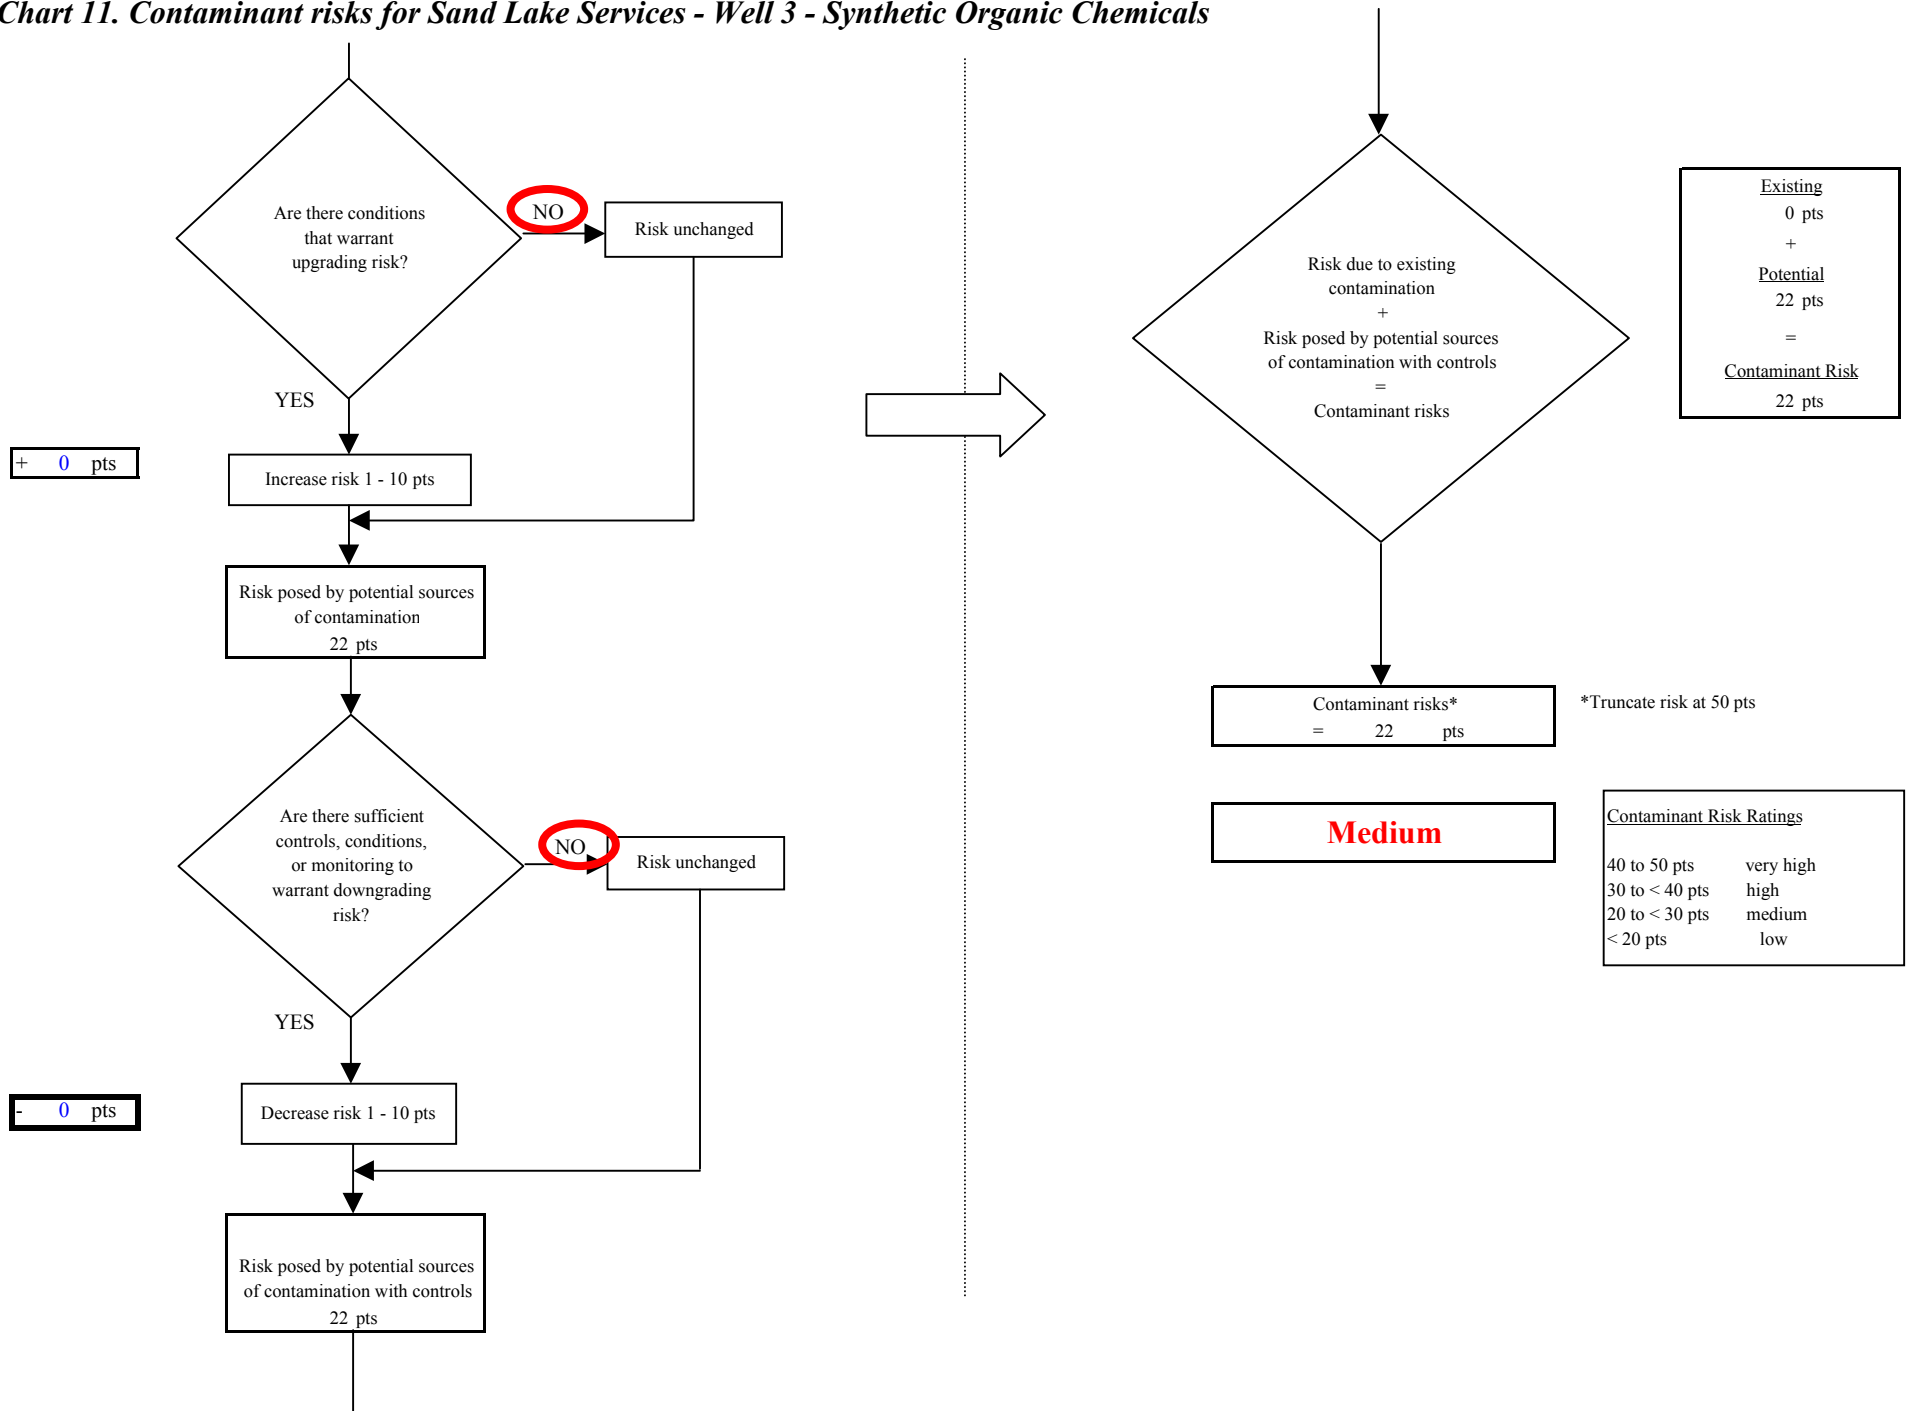 Chart 11. Contaminant risks for Sand Lake Services - Well 3 - Synthetic Organic Chemicals
Are there conditions
that warrant
upgrading risk?
NO
Risk unchanged
YES
+ 0 pts
Increase risk 1 - 10 pts
Risk posed by potential sources
of contamination
22 pts
Are there sufficient
controls, conditions,
or monitoring to
warrant downgrading
risk?
NO
Risk unchanged
YES
- 0 pts
Decrease risk 1 - 10 pts
Risk posed by potential sources
of contamination with controls
22 pts
Risk due to existing
contamination
+
Risk posed by potential sources
of contamination with controls
=
Contaminant risks
Existing
0 pts
+
Potential
22 pts
=
Contaminant Risk
22 pts
Contaminant risks*
= 22 pts
*Truncate risk at 50 pts
Medium
Contaminant Risk Ratings
40 to 50 pts very high
30 to < 40 pts high
20 to < 30 pts medium
< 20 pts low